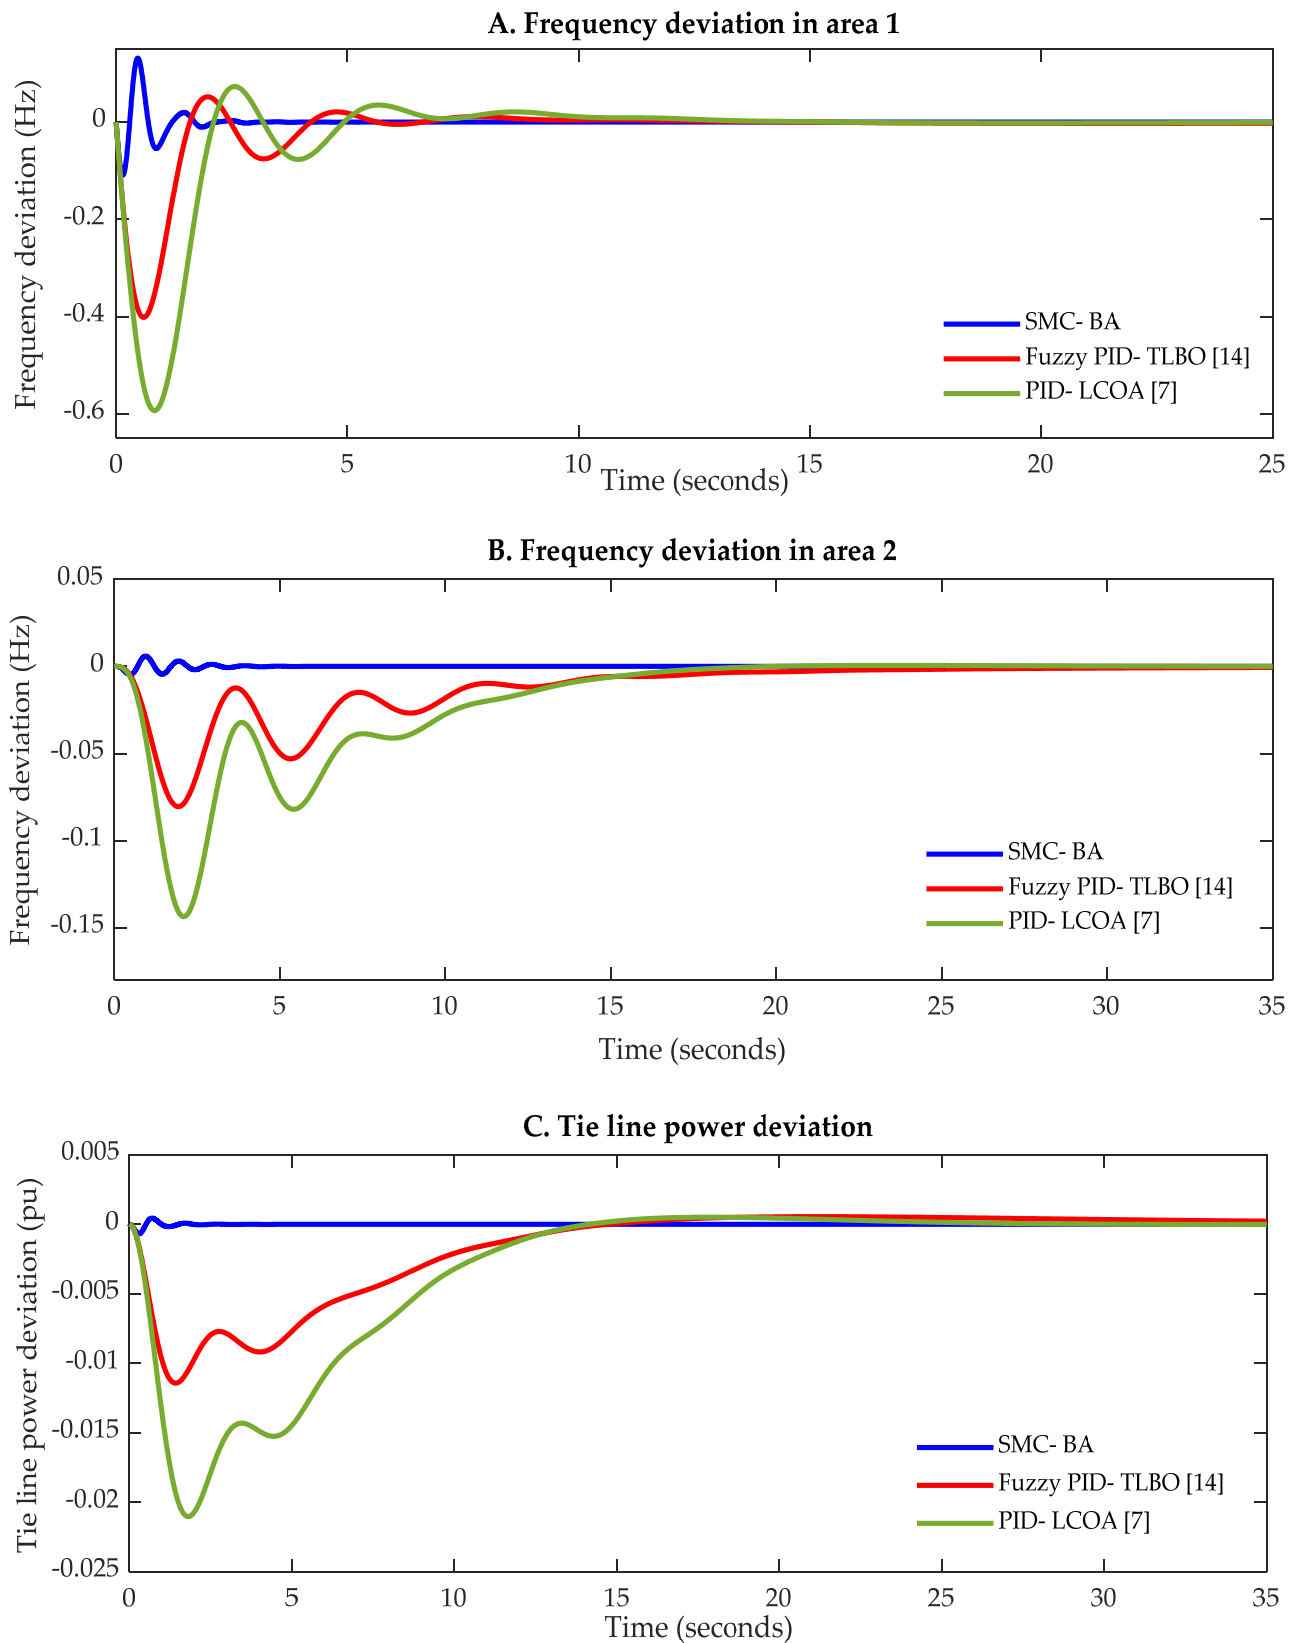 A. Frequency deviation in area 1
Frequency deviation (Hz)
0
-0.2
-0.4
-0.6
SMC- BA
Fuzzy PID- TLBO [14]
PID- LCOA [7]
0 5 10 15 20 25
Time (seconds)
B. Frequency deviation in area 2
Frequency deviation (Hz)
0.05
0
-0.05
-0.1
-0.15
SMC- BA
Fuzzy PID- TLBO [14]
PID- LCOA [7]
0 5 10 15 20 25 30 35
Time (seconds)
C. Tie line power deviation
Tie line power deviation (pu)
0.005
0
-0.005
-0.01
-0.015
-0.02
-0.025
SMC- BA
Fuzzy PID- TLBO [14]
PID- LCOA [7]
0 5 10 15 20 25 30 35
Time (seconds)